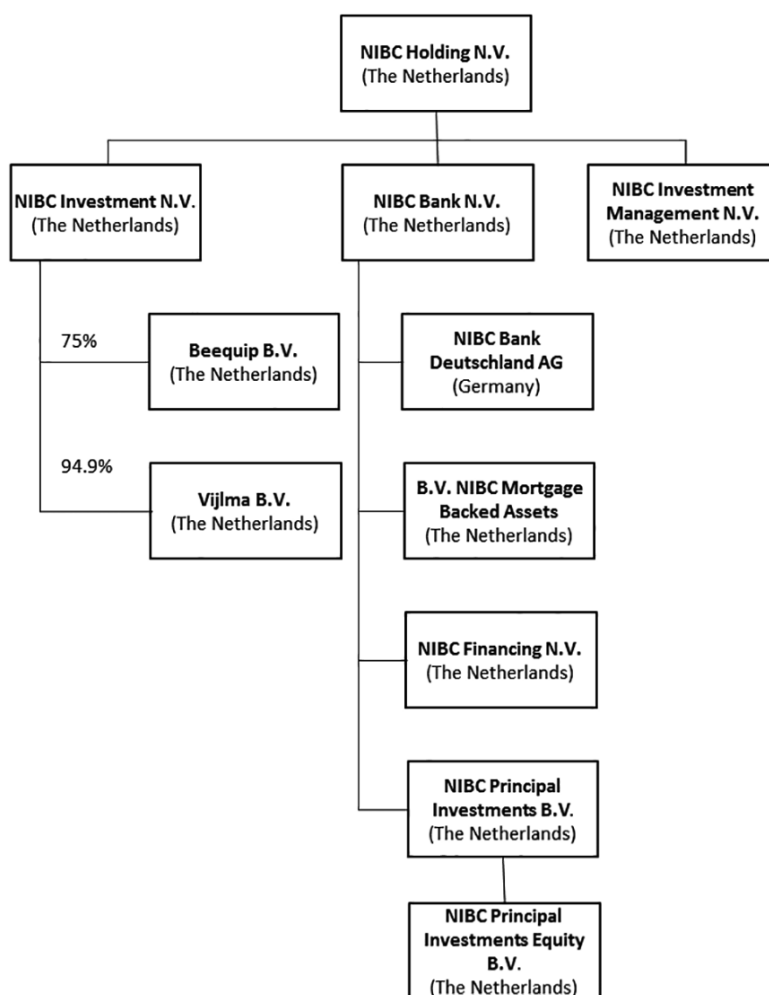 NIBC Holding N.V.
(The Netherlands)
NIBC Investment N.V.
(The Netherlands)
NIBC Bank N.V.
(The Netherlands)
NIBC Investment
Management N.V.
(The Netherlands)
75%
Beequip B.V.
(The Netherlands)
NIBC Bank
Deutschland AG
(Germany)
94.9%
Vijlma B.V.
(The Netherlands)
B.V. NIBC Mortgage
Backed Assets
(The Netherlands)
NIBC Financing N.V.
(The Netherlands)
NIBC Principal
Investments B.V.
(The Netherlands)
NIBC Principal
Investments Equity
B.V.
(The Netherlands)